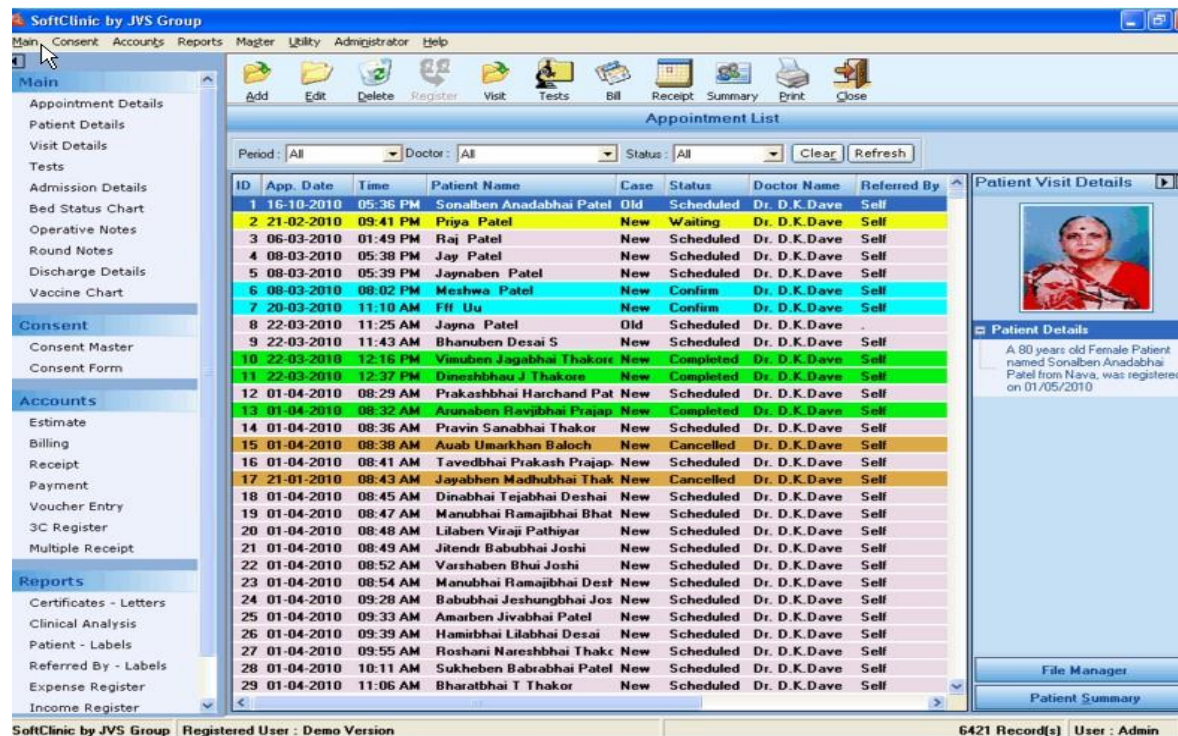 SoftClinic by JVS Group
Main Consent Accounts Reports Master Utility Administrator Help
Main
Appointment Details
Patient Details
Visit Details
Tests
Admission Details
Bed Status Chart
Operative Notes
Round Notes
Discharge Details
Vaccine Chart
Consent
Consent Master
Consent Form
Accounts
Estimate
Billing
Receipt
Payment
Voucher Entry
3C Register
Multiple Receipt
Reports
Certificates - Letters
Clinical Analysis
Patient - Labels
Referred By - Labels
Expense Register
Income Register
Add Edit Delete Register Visit Tests Bill Receipt Summary Print Close
Appointment List
Period : All Doctor : All Status : All Clear Refresh
ID App. Date Time Patient Name Case Status Doctor Name Referred By
1 16-10-2010 05:36 PM Sonalben Anadabhai Patel Old Scheduled Dr. D.K.Dave Self
2 21-02-2010 09:41 PM Priya Patel New Waiting Dr. D.K.Dave Self
3 06-03-2010 01:49 PM Raj Patel New Scheduled Dr. D.K.Dave Self
4 08-03-2010 05:38 PM Jay Patel New Scheduled Dr. D.K.Dave Self
5 08-03-2010 05:39 PM Jaynaben Patel New Scheduled Dr. D.K.Dave Self
6 08-03-2010 08:02 PM Meshwa Patel New Confirm Dr. D.K.Dave Self
7 20-03-2010 11:10 AM Fff Uu New Confirm Dr. D.K.Dave Self
8 22-03-2010 11:25 AM Jayna Patel Old Scheduled Dr. D.K.Dave .
9 22-03-2010 11:43 AM Bhanuben Desai S New Scheduled Dr. D.K.Dave Self
10 22-03-2010 12:16 PM Vimuben Jagabhai Thakore New Completed Dr. D.K.Dave Self
11 22-03-2010 12:37 PM Dineshbhau J Thakore New Completed Dr. D.K.Dave Self
12 01-04-2010 08:29 AM Prakashbhai Harchand Pat New Scheduled Dr. D.K.Dave Self
13 01-04-2010 08:32 AM Arunaben Ravjibhai Prajap New Completed Dr. D.K.Dave Self
14 01-04-2010 08:36 AM Pravin Sanabhai Thakor New Scheduled Dr. D.K.Dave Self
15 01-04-2010 08:38 AM Auab Umarkhan Baloch New Cancelled Dr. D.K.Dave Self
16 01-04-2010 08:41 AM Tavedbhai Prakash Prajap New Scheduled Dr. D.K.Dave Self
17 21-01-2010 08:43 AM Jayabhen Madhubhai Thak New Cancelled Dr. D.K.Dave Self
18 01-04-2010 08:45 AM Dinabhai Tejabhai Deshai New Scheduled Dr. D.K.Dave Self
19 01-04-2010 08:47 AM Manubhai Ramajibhai Bhat New Scheduled Dr. D.K.Dave Self
20 01-04-2010 08:48 AM Lilaben Viraji Pathiyar New Scheduled Dr. D.K.Dave Self
21 01-04-2010 08:49 AM Jitendr Babubhai Joshi New Scheduled Dr. D.K.Dave Self
22 01-04-2010 08:52 AM Varshaben Bhui Joshi New Scheduled Dr. D.K.Dave Self
23 01-04-2010 08:54 AM Manubhai Ramajibhai Desh New Scheduled Dr. D.K.Dave Self
24 01-04-2010 09:28 AM Babubhai Jeshungbhai Jos New Scheduled Dr. D.K.Dave Self
25 01-04-2010 09:33 AM Amarben Jivabhai Patel New Scheduled Dr. D.K.Dave Self
26 01-04-2010 09:39 AM Hamirbhai Lilabhai Desai New Scheduled Dr. D.K.Dave Self
27 01-04-2010 09:55 AM Roshani Nareshbhai Thakc New Scheduled Dr. D.K.Dave Self
28 01-04-2010 10:11 AM Sukheben Babrabhai Patel New Scheduled Dr. D.K.Dave Self
29 01-04-2010 11:06 AM Bharatbhai T Thakor New Scheduled Dr. D.K.Dave Self
Patient Visit Details
Patient Details
A 80 years old Female Patient
named Sonalben Anadabhai
Patel from Nava, was registered
on 01/05/2010
File Manager
Patient Summary
SoftClinic by JVS Group Registered User : Demo Version 6421 Record(s) User : Admin